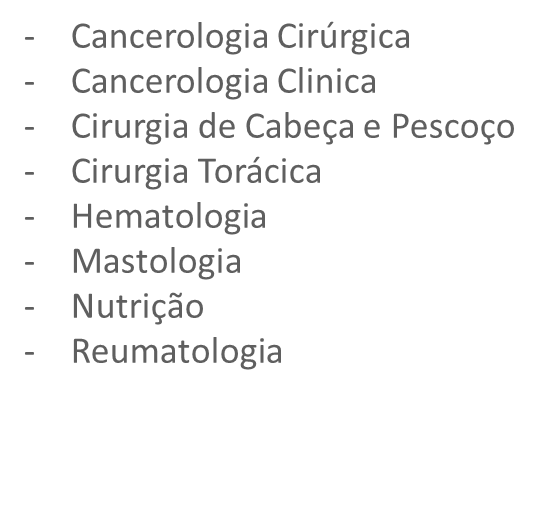 - Cancerologia Cirúrgica
- Cancerologia Clinica
- Cirurgia de Cabeça e Pescoço
- Cirurgia Torácica
- Hematologia
- Mastologia
- Nutrição
- Reumatologia